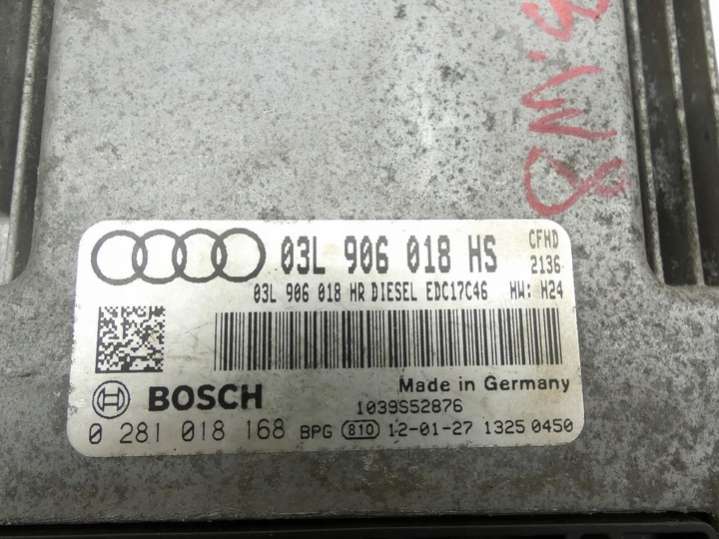 03L 906 018 HS CFHD
2136
03L 906 018 HR DIESEL EDC17C46 HW: H24
Made in Germany
BOSCH 1039S52876
0 281 018 168 BPG 810 12-01-27 1325 0450